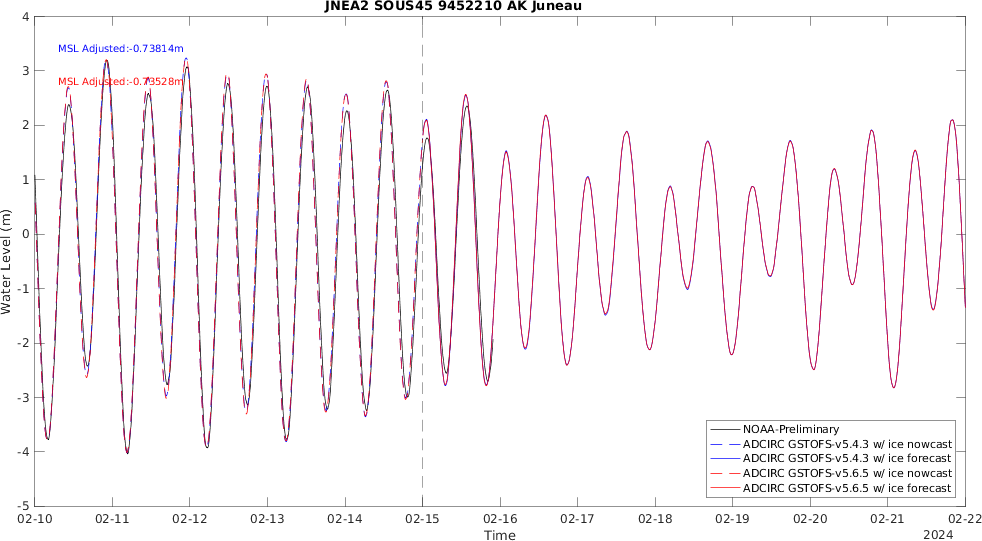 JNEA2 SOUS45 9452210 AK Juneau
MSL Adjusted:-0.73814m
MSL Adjusted:-0.73528m
4
3
2
1
0
-1
-2
-3
-4
-5
Water Level (m)
NOAA-Preliminary
ADCIRC GSTOFS-v5.4.3 w/ ice nowcast
ADCIRC GSTOFS-v5.4.3 w/ ice forecast
ADCIRC GSTOFS-v5.6.5 w/ ice nowcast
ADCIRC GSTOFS-v5.6.5 w/ ice forecast
02-10 02-11 02-12 02-13 02-14 02-15 02-16 02-17 02-18 02-19 02-20 02-21 02-22
Time
2024